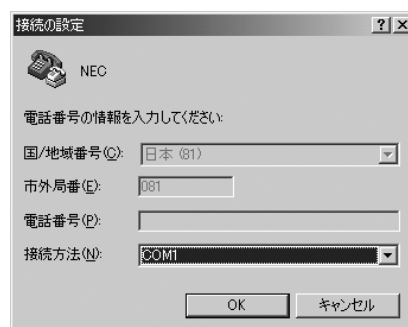 接続の設定
NEC
電話番号の情報を入力してください:
国/地域番号(C): 日本 (81)
市外局番(E): 081
電話番号(P):
接続方法(N): COM1
OK キャンセル